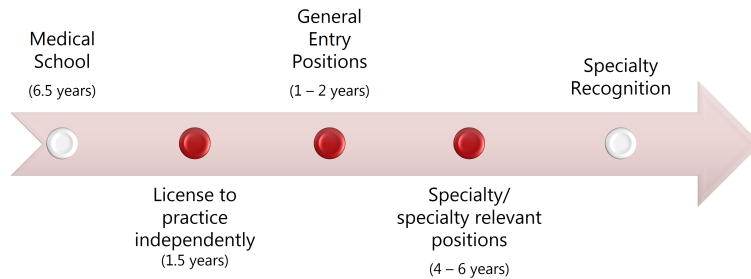 Medical
School
(6.5 years)
License to
practice
independently
(1.5 years)
General
Entry
Positions
(1 – 2 years)
Specialty/
specialty relevant
positions
(4 – 6 years)
Specialty
Recognition